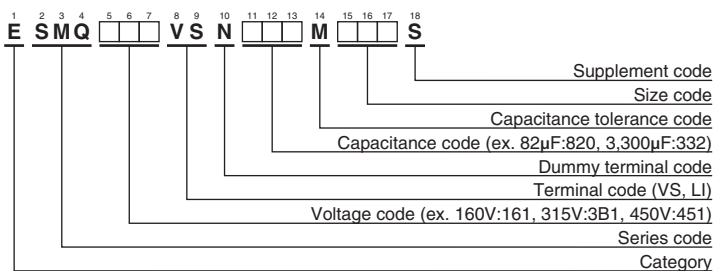 1 2 3 4 5 6 7 8 9 10 11 12 13 14 15 16 17 18
E SMQ VS N M S
Supplement code
Size code
Capacitance tolerance code
Capacitance code (ex. 82µF:820, 3,300µF:332)
Dummy terminal code
Terminal code (VS, LI)
Voltage code (ex. 160V:161, 315V:3B1, 450V:451)
Series code
Category